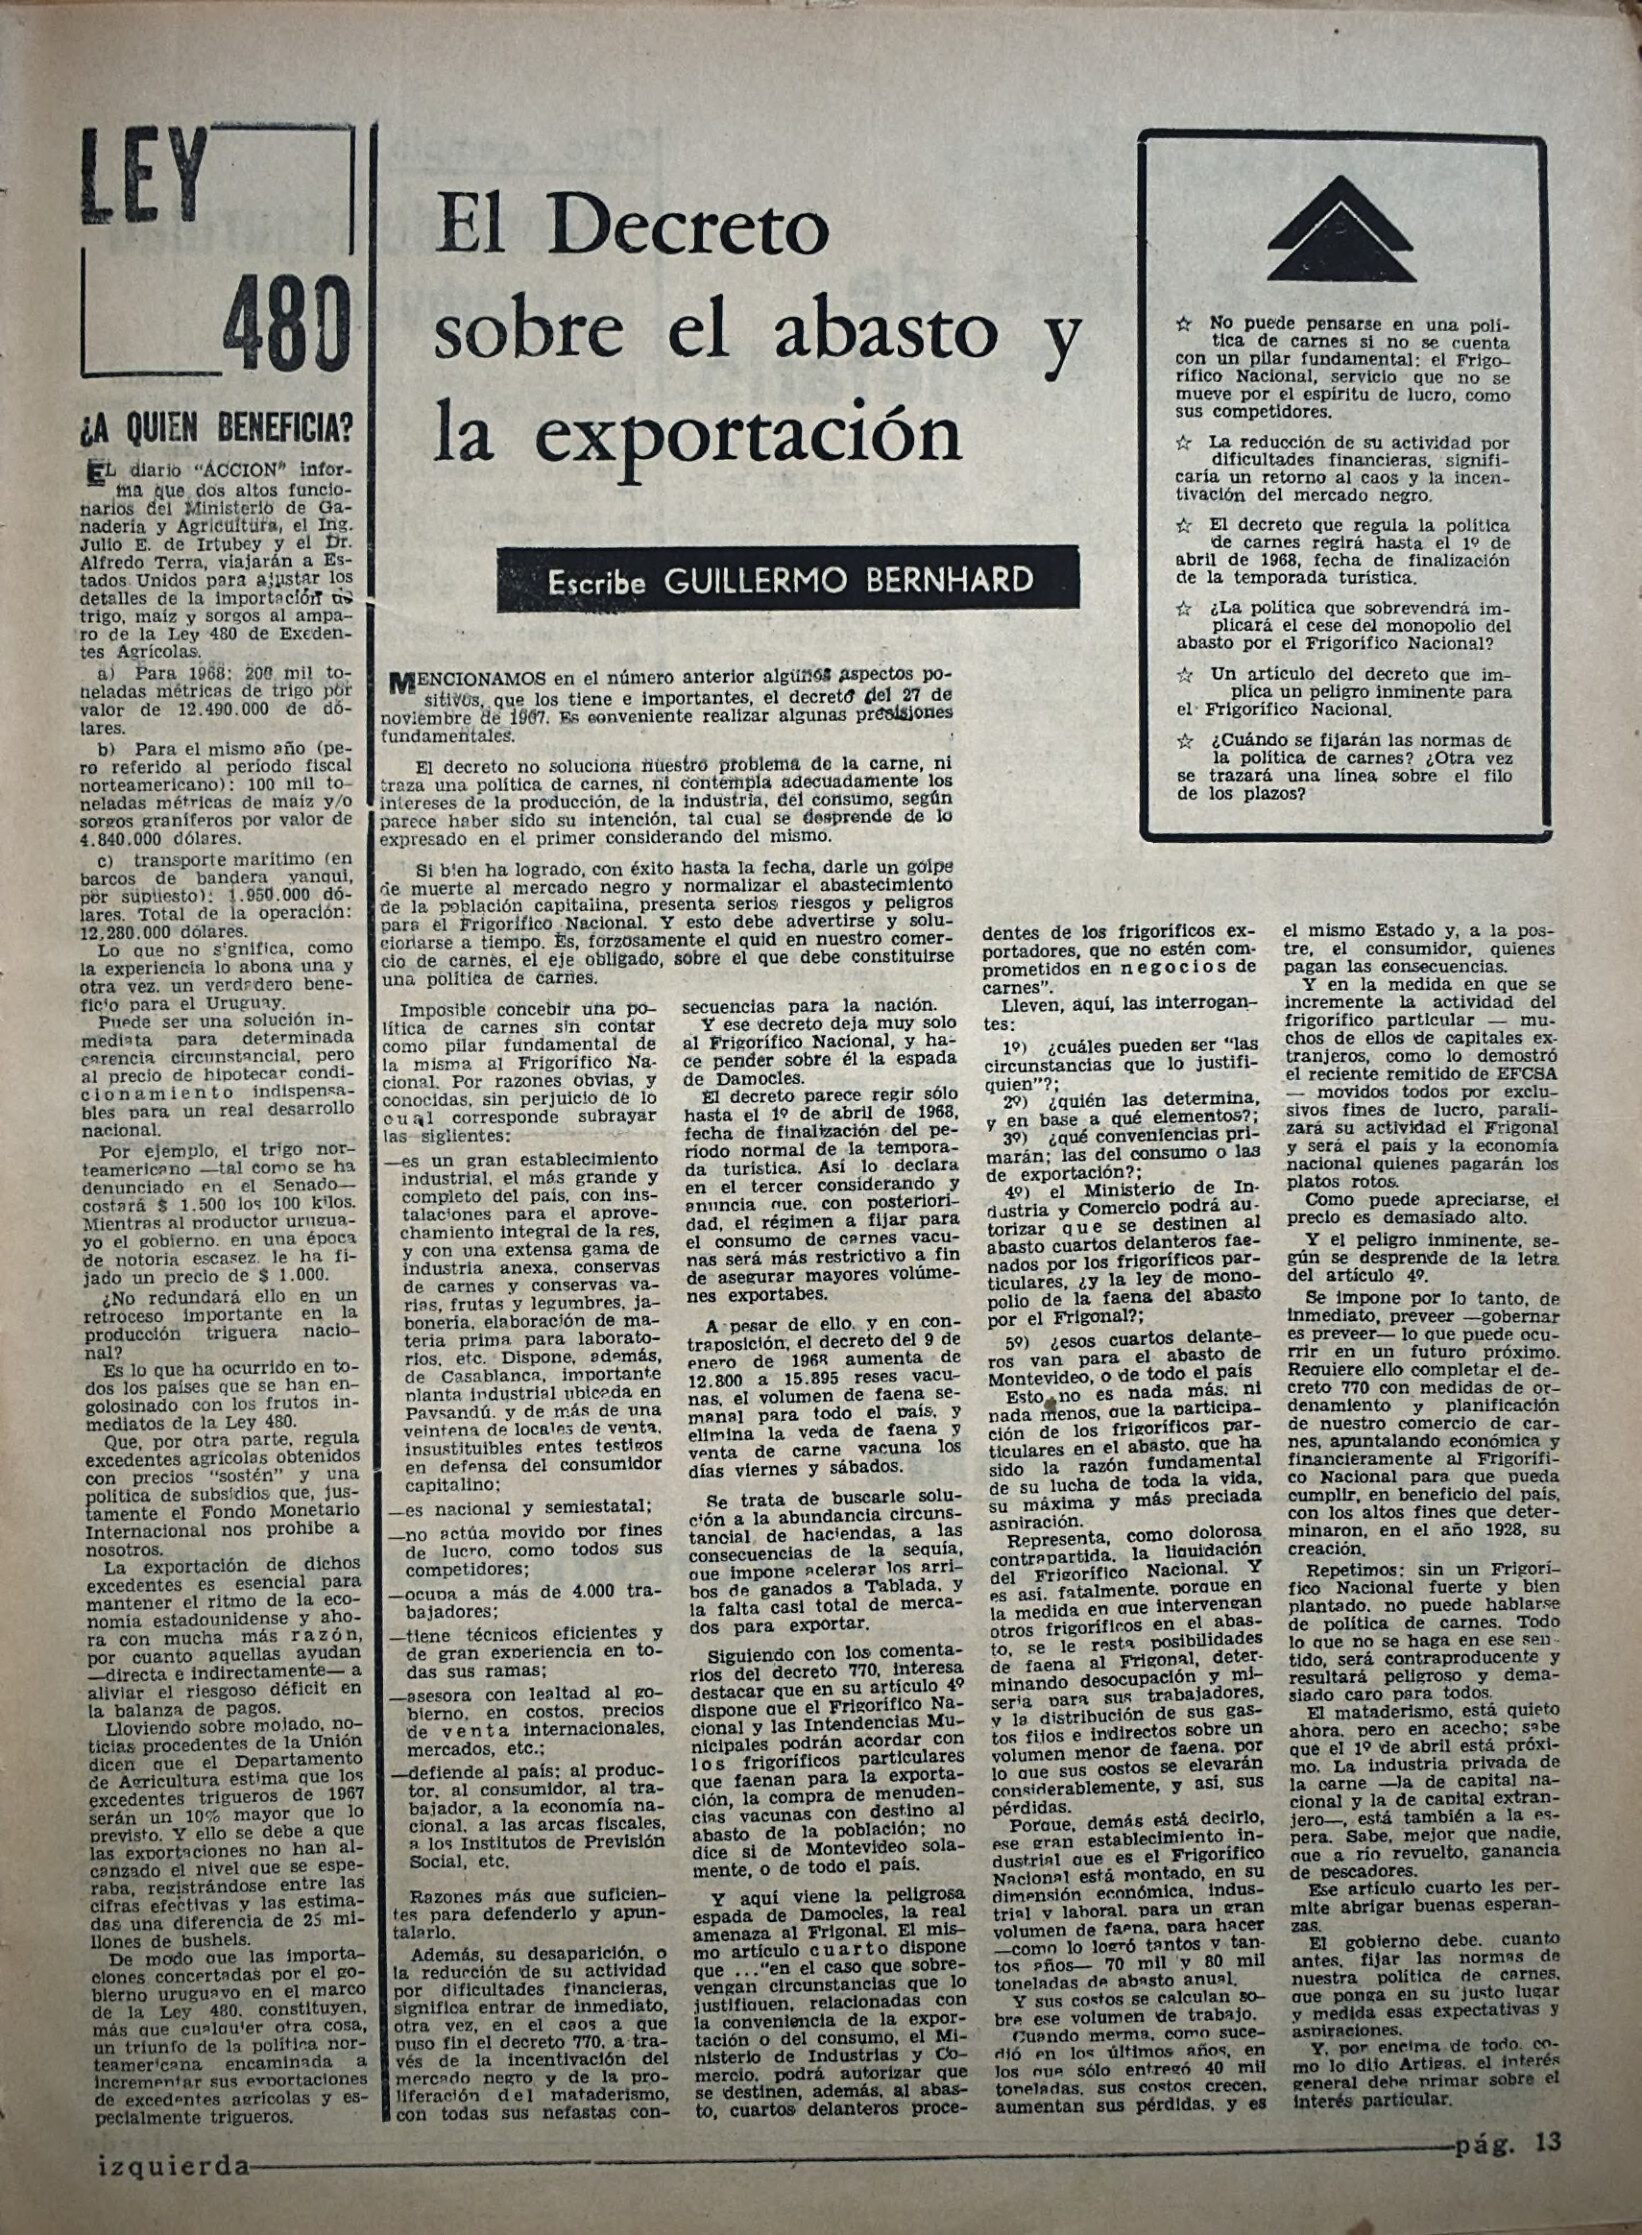 LEY
480
¿A QUIEN BENEFICIA?
EL diario "ACCION" infor-
ma que dos altos funcio-
narios del Ministerio de Ga-
nadería y Agricultura, el Ing.
Julio E. de Irtubey y el Dr.
Alfredo Terra, viajarán a Es-
tados Unidos para ajustar los
detalles de la importación de
trigo, maíz y sorgos al ampa-
ro de la Ley 480 de Exeden-
tes Agrícolas.
a) Para 1968: 200 mil to-
neladas métricas de trigo por
valor de 12.490.000 de dó-
lares.
b) Para el mismo año (pe-
ro referido al período fiscal
norteamericano): 100 mil to-
neladas métricas de maíz y/o
sorgos graníferos por valor de
4.840.000 dólares.
c) transporte marítimo (en
barcos de bandera yanqui,
por supuesto): 1.950.000 dó-
lares. Total de la operación:
12,280.000 dólares.
Lo que no significa, como
la experiencia lo abona una y
otra vez. un verdadero bene-
ficio para el Uruguay.
Puede ser una solución in-
mediata para determinada
carencia circunstancial, pero
al precio de hipotecar condi-
cionamiento indispensa-
bles para un real desarrollo
nacional.
Por ejemplo, el trigo nor-
teamericano —tal como se ha
denunciado en el Senado—
costará $ 1.500 los 100 kilos.
Mientras al productor urugua-
yo el gobierno. en una época
de notoria escasez. le ha fi-
jado un precio de $ 1.000.
¿No redundará ello en un
retroceso importante en la
producción triguera nacio-
nal?
Es lo que ha ocurrido en to-
dos los países que se han en-
golosinado con los frutos in-
mediatos de la Ley 480.
Que, por otra parte, regula
excedentes agrícolas obtenidos
con precios "sostén" y una
política de subsidios que, jus-
tamente el Fondo Monetario
Internacional nos prohibe a
nosotros.
La exportación de dichos
excedentes es esencial para
mantener el ritmo de la eco-
nomía estadounidense y aho-
ra con mucha más razón,
por cuanto aquellas ayudan
—directa e indirectamente— a
aliviar el riesgoso déficit en
la balanza de pagos.
Lloviendo sobre mojado, no-
ticias procedentes de la Unión
dicen que el Departamento
de Agricultura estima que los
excedentes trigueros de 1967
serán un 10% mayor que lo
previsto. Y ello se debe a que
las exportaciones no han al-
canzado el nivel que se espe-
raba, registrándose entre las
cifras efectivas y las estima-
das una diferencia de 25 mi-
llones de bushels.
De modo que las importa-
ciones concertadas por el go-
bierno uruguayo en el marco
de la Ley 480. constituyen,
más que cualquier otra cosa,
un triunfo de la política nor-
teamericana encaminada a
incrementar sus exportaciones
de excedentes agrícolas y es-
pecialmente trigueros.
El Decreto
sobre el abasto y
la exportación
Escribe GUILLERMO BERNHARD
☆ No puede pensarse en una polí-
tica de carnes si no se cuenta
con un pilar fundamental: el Frigo-
rífico Nacional, servicio que no se
mueve por el espíritu de lucro, como
sus competidores.
☆ La reducción de su actividad por
dificultades financieras, signifi-
caría un retorno al caos y la incen-
tivación del mercado negro.
☆ El decreto que regula la política
de carnes regirá hasta el 1º de
abril de 1968, fecha de finalización
de la temporada turística.
☆ ¿La política que sobrevendrá im-
plicará el cese del monopolio del
abasto por el Frigorífico Nacional?
☆ Un artículo del decreto que im-
plica un peligro inminente para
el Frigorífico Nacional.
☆ ¿Cuándo se fijarán las normas de
la política de carnes? ¿Otra vez
se trazará una línea sobre el filo
de los plazos?
MENCIONAMOS en el número anterior algunos aspectos po-
sitivos, que los tiene e importantes, el decreto del 27 de
noviembre de 1967. Es conveniente realizar algunas presisiones
fundamentales.
El decreto no soluciona nuestro problema de la carne, ni
traza una política de carnes, ni contempla adecuadamente los
intereses de la producción, de la industria, del consumo, según
parece haber sido su intención, tal cual se desprende de lo
expresado en el primer considerando del mismo.
Si bien ha logrado, con éxito hasta la fecha, darle un golpe
de muerte al mercado negro y normalizar el abastecimiento
de la población capitalina, presenta serios riesgos y peligros
para el Frigorífico Nacional. Y esto debe advertirse y solu-
cionarse a tiempo. Es, forzosamente el quid en nuestro comer-
cio de carnes, el eje obligado, sobre el que debe constituirse
una política de carnes.
Imposible concebir una po-
lítica de carnes sin contar
como pilar fundamental de
la misma al Frigorífico Na-
cional. Por razones obvias, y
conocidas, sin perjuicio de lo
cual corresponde subrayar
las siglientes:
—es un gran establecimiento
industrial, el más grande y
completo del país, con ins-
talaciones para el aprove-
chamiento integral de la res,
y con una extensa gama de
industria anexa, conservas
de carnes y conservas va-
rias, frutas y legumbres, ja-
bonería, elaboración de ma-
teria prima para laborato-
rios, etc. Dispone, además,
de Casablanca, importante
planta industrial ubicada en
Paysandú. y de más de una
veintena de locales de venta,
insustituibles entes testigos
en defensa del consumidor
capitalino;
—es nacional y semiestatal;
—no actúa movido por fines
de lucro, como todos sus
competidores;
—ocupa a más de 4.000 tra-
bajadores;
—tiene técnicos eficientes y
de gran experiencia en to-
das sus ramas;
—asesora con lealtad al go-
bierno, en costos, precios
de venta internacionales,
mercados, etc.;
—defiende al país: al produc-
tor, al consumidor, al tra-
bajador, a la economía na-
cional, a las arcas fiscales,
a los Institutos de Previsión
Social, etc.
Razones más que suficien-
tes para defenderlo y apun-
talarlo.
Además, su desaparición, o
la reducción de su actividad
por dificultades financieras,
significa entrar de inmediato,
otra vez, en el caos a que
puso fin el decreto 770, a tra-
vés de la incentivación del
mercado negro y de la pro-
liferación del mataderismo,
con todas sus nefastas con-
secuencias para la nación.
Y ese decreto deja muy solo
al Frigorífico Nacional, y ha-
ce pender sobre él la espada
de Damocles.
El decreto parece regir sólo
hasta el 1º de abril de 1968,
fecha de finalización del pe-
ríodo normal de la tempora-
da turística. Así lo declara
en el tercer considerando y
anuncia que, con posteriori-
dad, el régimen a fijar para
el consumo de carnes vacu-
nas será más restrictivo a fin
de asegurar mayores volúme-
nes exportabes.
A pesar de ello, y en con-
traposición, el decreto del 9 de
enero de 1968 aumenta de
12.800 a 15.895 reses vacu-
nas, el volumen de faena se-
manal para todo el país, y
elimina la veda de faena y
venta de carne vacuna los
días viernes y sábados.
Se trata de buscarle solu-
ción a la abundancia circuns-
tancial de haciendas, a las
consecuencias de la sequía,
que impone acelerar los arri-
bos de ganados a Tablada, y
la falta casi total de merca-
dos para exportar.
Siguiendo con los comenta-
rios del decreto 770, interesa
destacar que en su artículo 4º
dispone que el Frigorífico Na-
cional y las Intendencias Mu-
nicipales podrán acordar con
los frigoríficos particulares
que faenan para la exporta-
ción, la compra de menuden-
cias vacunas con destino al
abasto de la población; no
dice si de Montevideo sola-
mente, o de todo el país.
Y aquí viene la peligrosa
espada de Damocles, la real
amenaza al Frigonal. El mis-
mo artículo cuarto dispone
que ..."en el caso que sobre-
vengan circunstancias que lo
justifiquen, relacionadas con
la conveniencia de la expor-
tación o del consumo, el Mi-
nisterio de Industrias y Co-
mercio, podrá autorizar que
se destinen, además, al abas-
to, cuartos delanteros proce-
dentes de los frigoríficos ex-
portadores, que no estén com-
prometidos en negocios de
carnes".
Lleven, aquí, las interrogan-
tes:
1º) ¿cuáles pueden ser "las
circunstancias que lo justifi-
quien"?;
2º) ¿quién las determina,
y en base a qué elementos?;
3º) ¿qué conveniencias pri-
marán; las del consumo o las
de exportación?;
4º) el Ministerio de In-
dustria y Comercio podrá au-
torizar que se destinen al
abasto cuartos delanteros fae-
nados por los frigoríficos par-
ticulares, ¿y la ley de mono-
polio de la faena del abasto
por el Frigonal?;
5º) ¿esos cuartos delante-
ros van para el abasto de
Montevideo, o de todo el país
Esto no es nada más, ni
nada menos, que la participa-
ción de los frigoríficos par-
ticulares en el abasto, que ha
sido la razón fundamental
de su lucha de toda la vida,
su máxima y más preciada
aspiración.
Representa, como dolorosa
contrapartida, la liquidación
del Frigorífico Nacional. Y
es así, fatalmente, porque en
la medida en que intervengan
otros frigoríficos en el abas-
to, se le resta posibilidades
de faena al Frigonal, deter-
minando desocupación y mi-
seria para sus trabajadores,
y la distribución de sus gas-
tos fijos e indirectos sobre un
volumen menor de faena, por
lo que sus costos se elevarán
considerablemente, y así, sus
pérdidas.
Porque, demás está decirlo,
ese gran establecimiento in-
dustrial que es el Frigorífico
Nacional está montado, en su
dimensión económica, indus-
trial y laboral, para un gran
volumen de faena, para hacer
—como lo logró tantos y tan-
tos años— 70 mil y 80 mil
toneladas de abasto anual.
Y sus costos se calculan so-
bre ese volumen de trabajo.
Cuando merma, como suce-
dió en los últimos años, en
los que sólo entregó 40 mil
toneladas, sus costos crecen,
aumentan sus pérdidas, y es
el mismo Estado y, a la pos-
tre, el consumidor, quienes
pagan las consecuencias.
Y en la medida en que se
incremente la actividad del
frigorífico particular — mu-
chos de ellos de capitales ex-
tranjeros, como lo demostró
el reciente remitido de EFCSA
— movidos todos por exclu-
sivos fines de lucro, parali-
zará su actividad el Frigonal
y será el país y la economía
nacional quienes pagarán los
platos rotos.
Como puede apreciarse, el
precio es demasiado alto.
Y el peligro inminente, se-
gún se desprende de la letra
del artículo 4º.
Se impone por lo tanto, de
inmediato, preveer —gobernar
es preveer— lo que puede ocu-
rrir en un futuro próximo.
Requiere ello completar el de-
creto 770 con medidas de or-
denamiento y planificación
de nuestro comercio de car-
nes, apuntalando económica y
financieramente al Frigorífi-
co Nacional para que pueda
cumplir, en beneficio del país,
con los altos fines que deter-
minaron, en el año 1928, su
creación.
Repetimos: sin un Frigorí-
fico Nacional fuerte y bien
plantado, no puede hablarse
de política de carnes. Todo
lo que no se haga en ese sen-
tido, será contraproducente y
resultará peligroso y dema-
siado caro para todos.
El mataderismo, está quieto
ahora, pero en acecho; sabe
que el 1º de abril está próxi-
mo. La industria privada de
la carne —la de capital na-
cional y la de capital extran-
jero—, está también a la es-
pera. Sabe, mejor que nadie,
que a río revuelto, ganancia
de pescadores.
Ese artículo cuarto les per-
mite abrigar buenas esperan-
zas.
El gobierno debe, cuanto
antes, fijar las normas de
nuestra política de carnes,
que ponga en su justo lugar
y medida esas expectativas y
aspiraciones.
Y, por encima de todo, co-
mo lo dijo Artigas, el interés
general debe primar sobre el
interés particular.
izquierda
pág. 13